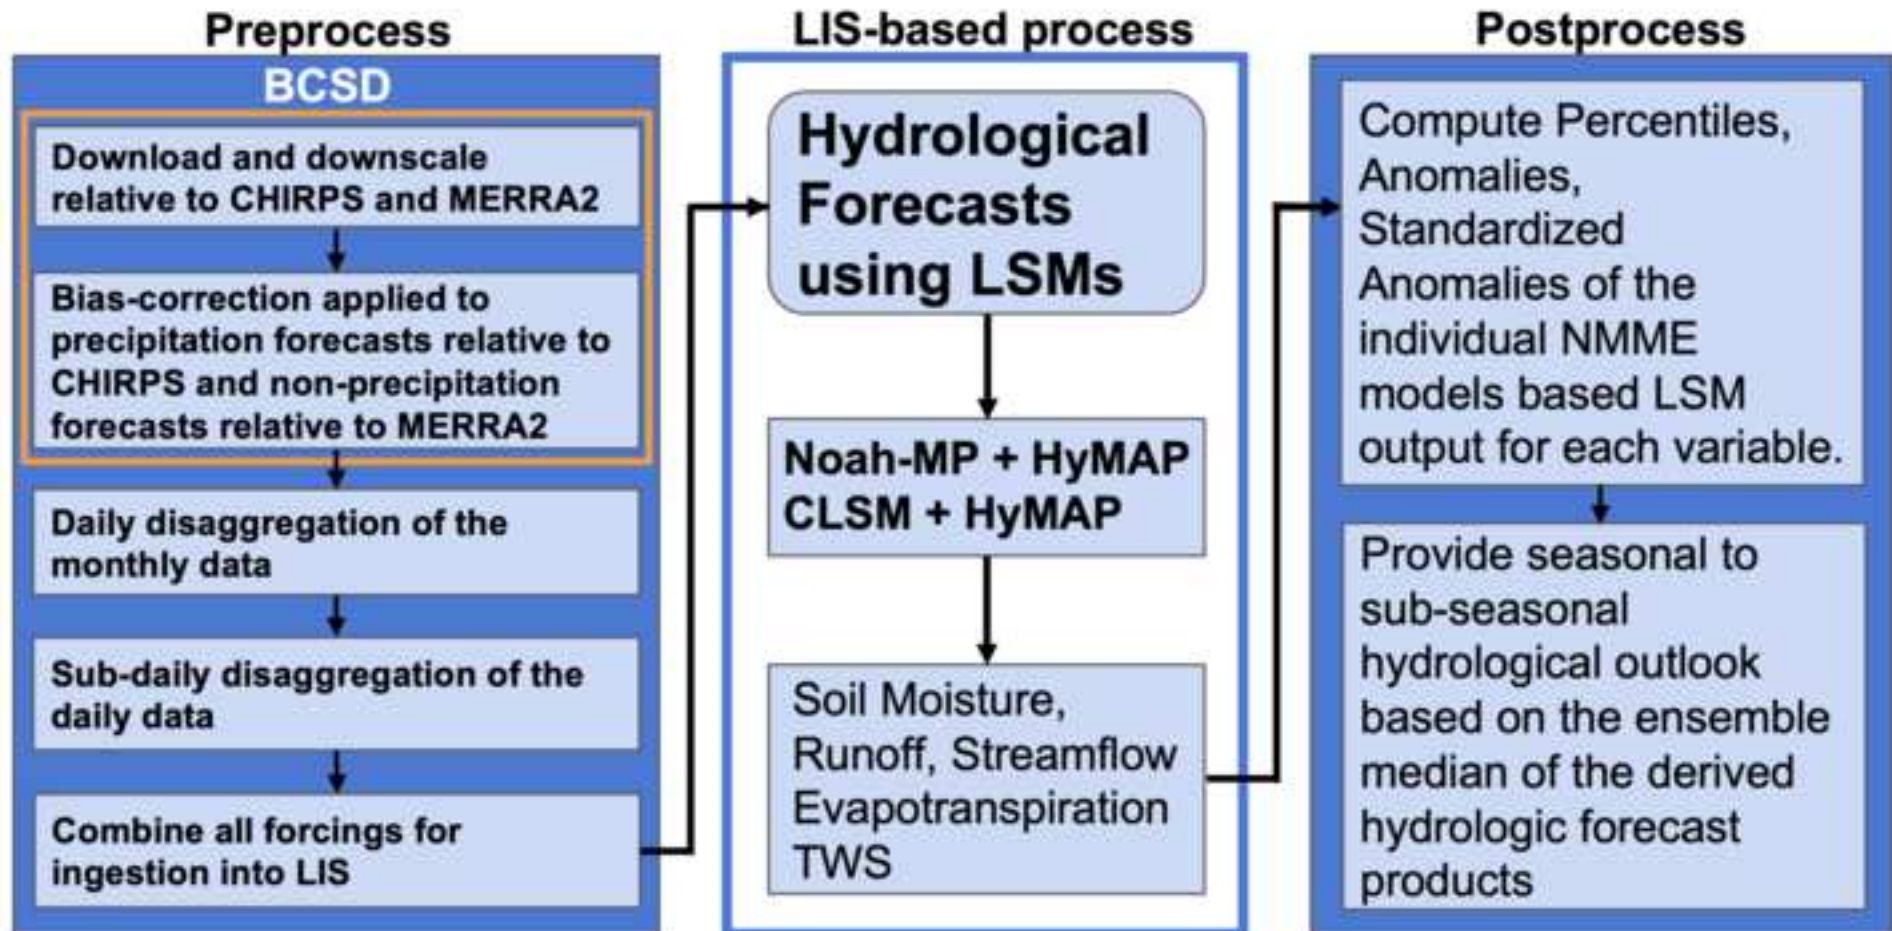 Preprocess
BCSD
Download and downscale
relative to CHIRPS and MERRA2
Bias-correction applied to
precipitation forecasts relative to
CHIRPS and non-precipitation
forecasts relative to MERRA2
Daily disaggregation of the
monthly data
Sub-daily disaggregation of the
daily data
Combine all forcings for
ingestion into LIS
LIS-based process
Hydrological
Forecasts
using LSMs
Noah-MP + HyMAP
CLSM + HyMAP
Soil Moisture,
Runoff, Streamflow
Evapotranspiration
TWS
Postprocess
Compute Percentiles,
Anomalies,
Standardized
Anomalies of the
individual NMME
models based LSM
output for each variable.
Provide seasonal to
sub-seasonal
hydrological outlook
based on the ensemble
median of the derived
hydrologic forecast
products